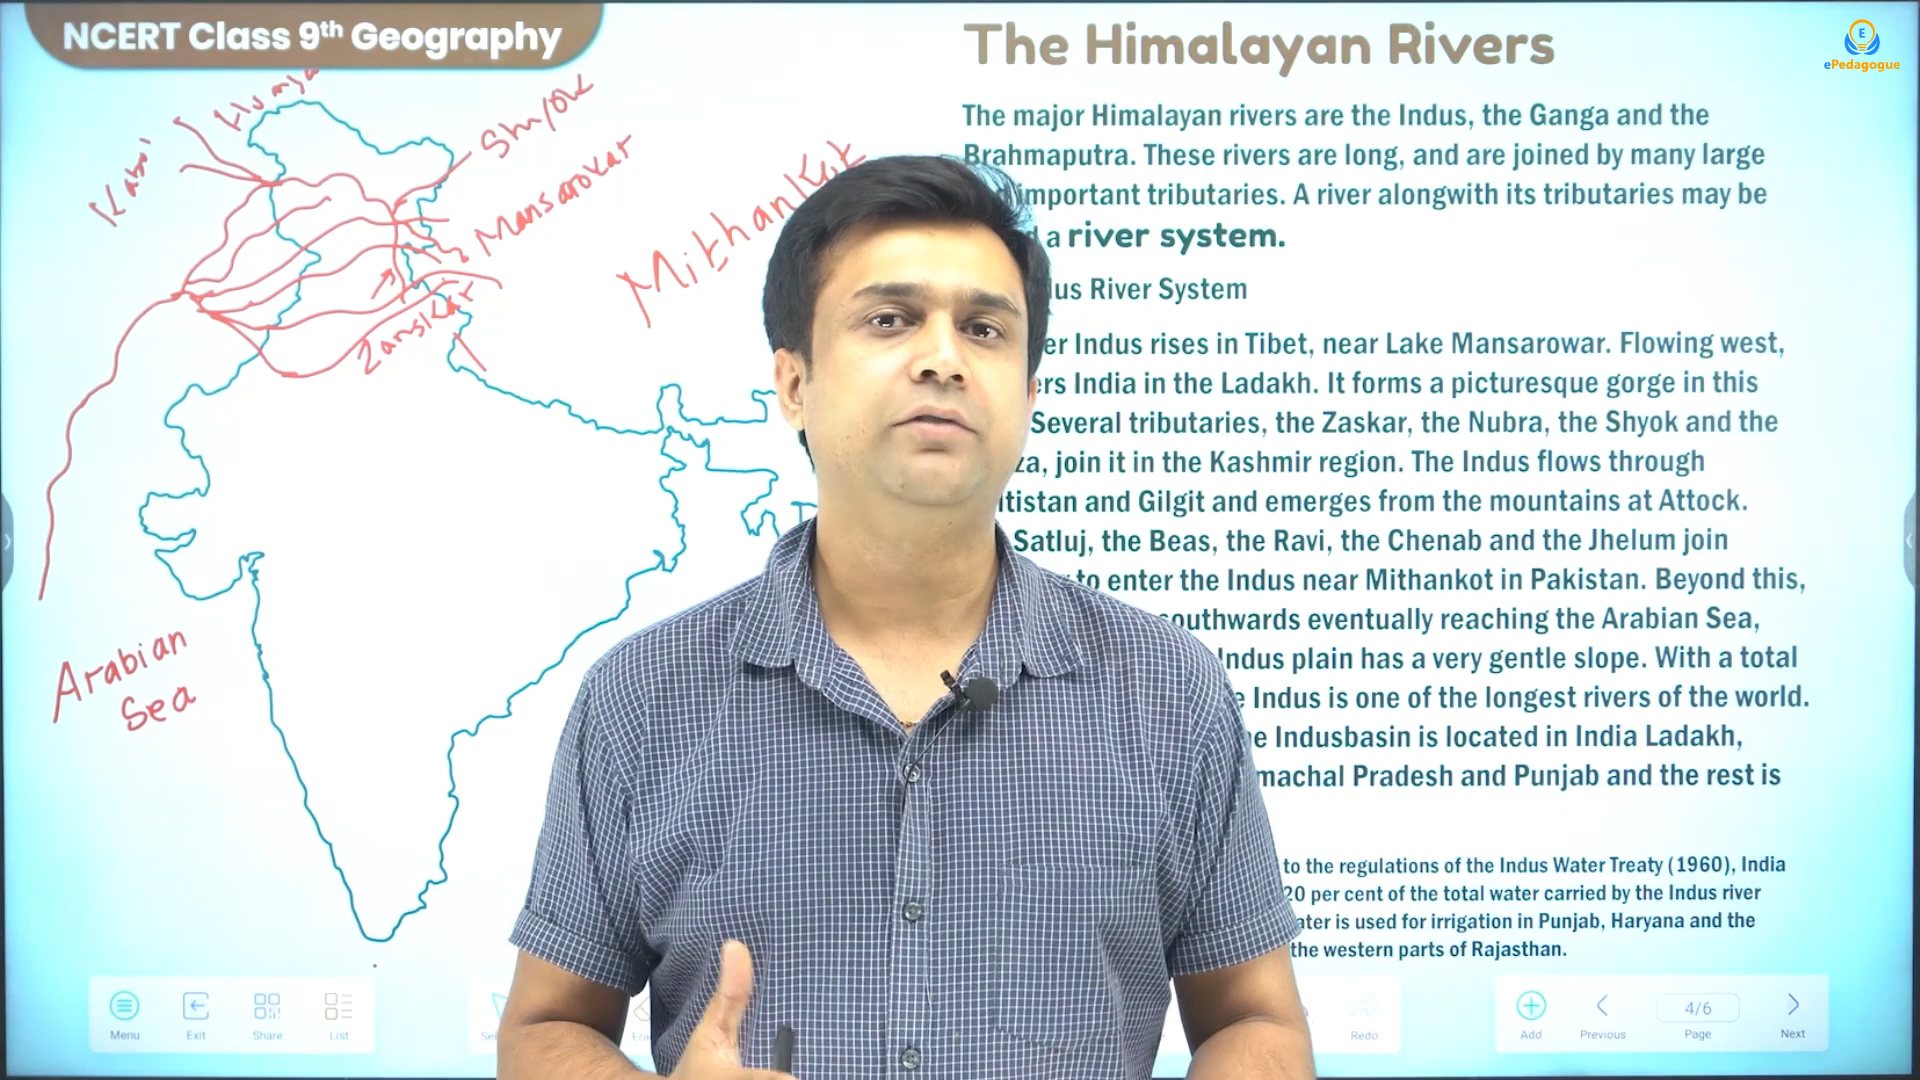 NCERT Class 9th Geography
The Himalayan Rivers
E
ePedagogue
The major Himalayan rivers are the Indus, the Ganga and the
Brahmaputra. These rivers are long, and are joined by many large
important tributaries. A river alongwith its tributaries may be
a river system.
River System
Indus rises in Tibet, near Lake Mansarowar. Flowing west,
India in the Ladakh. It forms a picturesque gorge in this
Several tributaries, the Zaskar, the Nubra, the Shyok and the
join it in the Kashmir region. The Indus flows through
and Gilgit and emerges from the mountains at Attock.
Satluj, the Beas, the Ravi, the Chenab and the Jhelum join
to enter the Indus near Mithankot in Pakistan. Beyond this,
southwards eventually reaching the Arabian Sea,
Indus plain has a very gentle slope. With a total
Indus is one of the longest rivers of the world.
Indusbasin is located in India Ladakh,
Pradesh and Punjab and the rest is
to the regulations of the Indus Water Treaty (1960), India
20 per cent of the total water carried by the Indus river
is used for irrigation in Punjab, Haryana and the
the western parts of Rajasthan.
Shyok
Mansarovar
Mithankot
Zanskar
Arabian
Sea
Menu
Exit
Share
List
Redo
Add
Previous
4/6
Page
Next